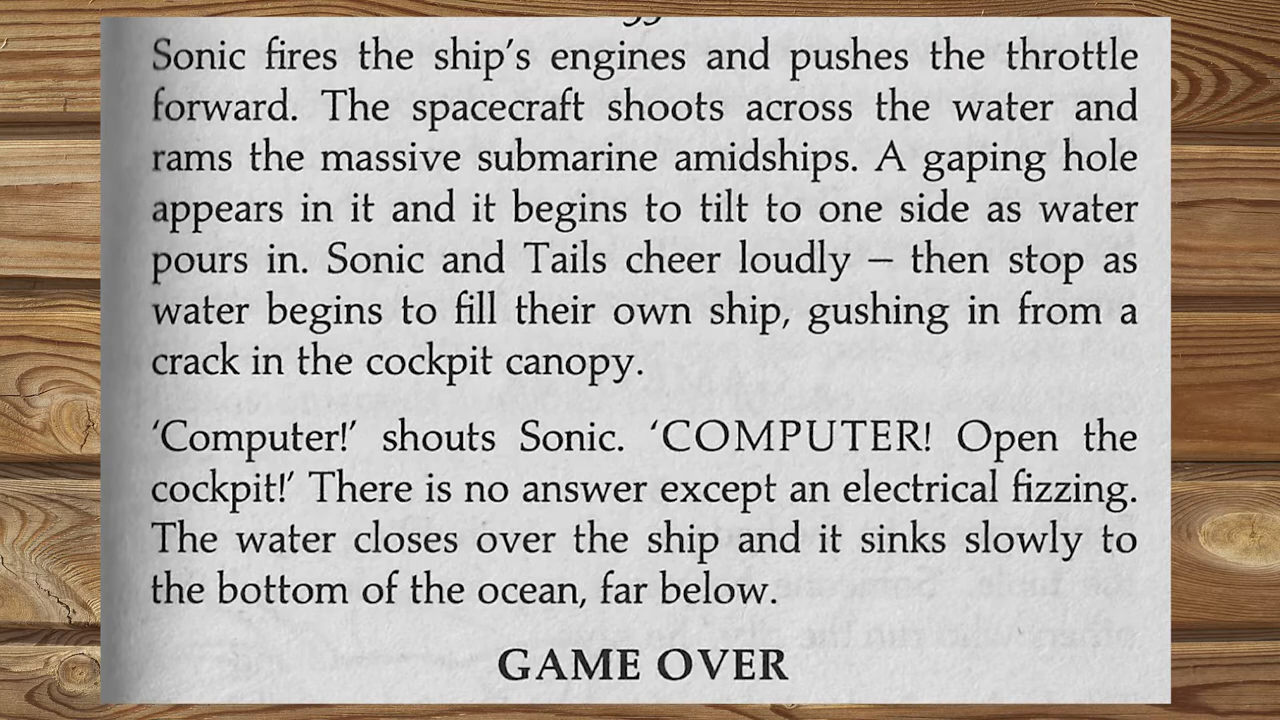 Sonic fires the ship's engines and pushes the throttle
forward. The spacecraft shoots across the water and
rams the massive submarine amidships. A gaping hole
appears in it and it begins to tilt to one side as water
pours in. Sonic and Tails cheer loudly – then stop as
water begins to fill their own ship, gushing in from a
crack in the cockpit canopy.
‘Computer!’ shouts Sonic. ‘COMPUTER! Open the
cockpit!’ There is no answer except an electrical fizzing.
The water closes over the ship and it sinks slowly to
the bottom of the ocean, far below.
GAME OVER